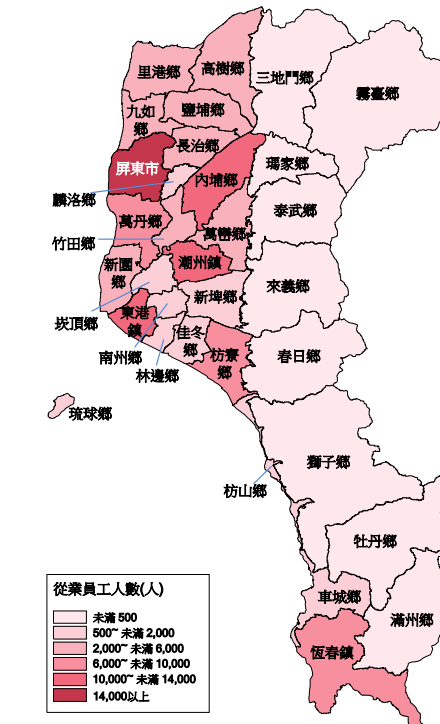 里港鄉
高樹鄉
三地門鄉
霧臺鄉
九如
鄉
鹽埔鄉
長治鄉
屏東市
瑪家鄉
內埔鄉
麟洛鄉
泰武鄉
萬丹鄉
萬巒鄉
竹田鄉
新園
鄉
潮州鎮
來義鄉
新埤鄉
東港
鎮
崁頂鄉
佳冬
鄉
南州鄉
枋寮
鄉
春日鄉
林邊鄉
琉球鄉
獅子鄉
枋山鄉
牡丹鄉
車城鄉
滿州鄉
恆春鎮
從業員工人數(人)
未滿 500
500~ 未滿 2,000
2,000~ 未滿 6,000
6,000~ 未滿 10,000
10,000~ 未滿 14,000
14,000以上